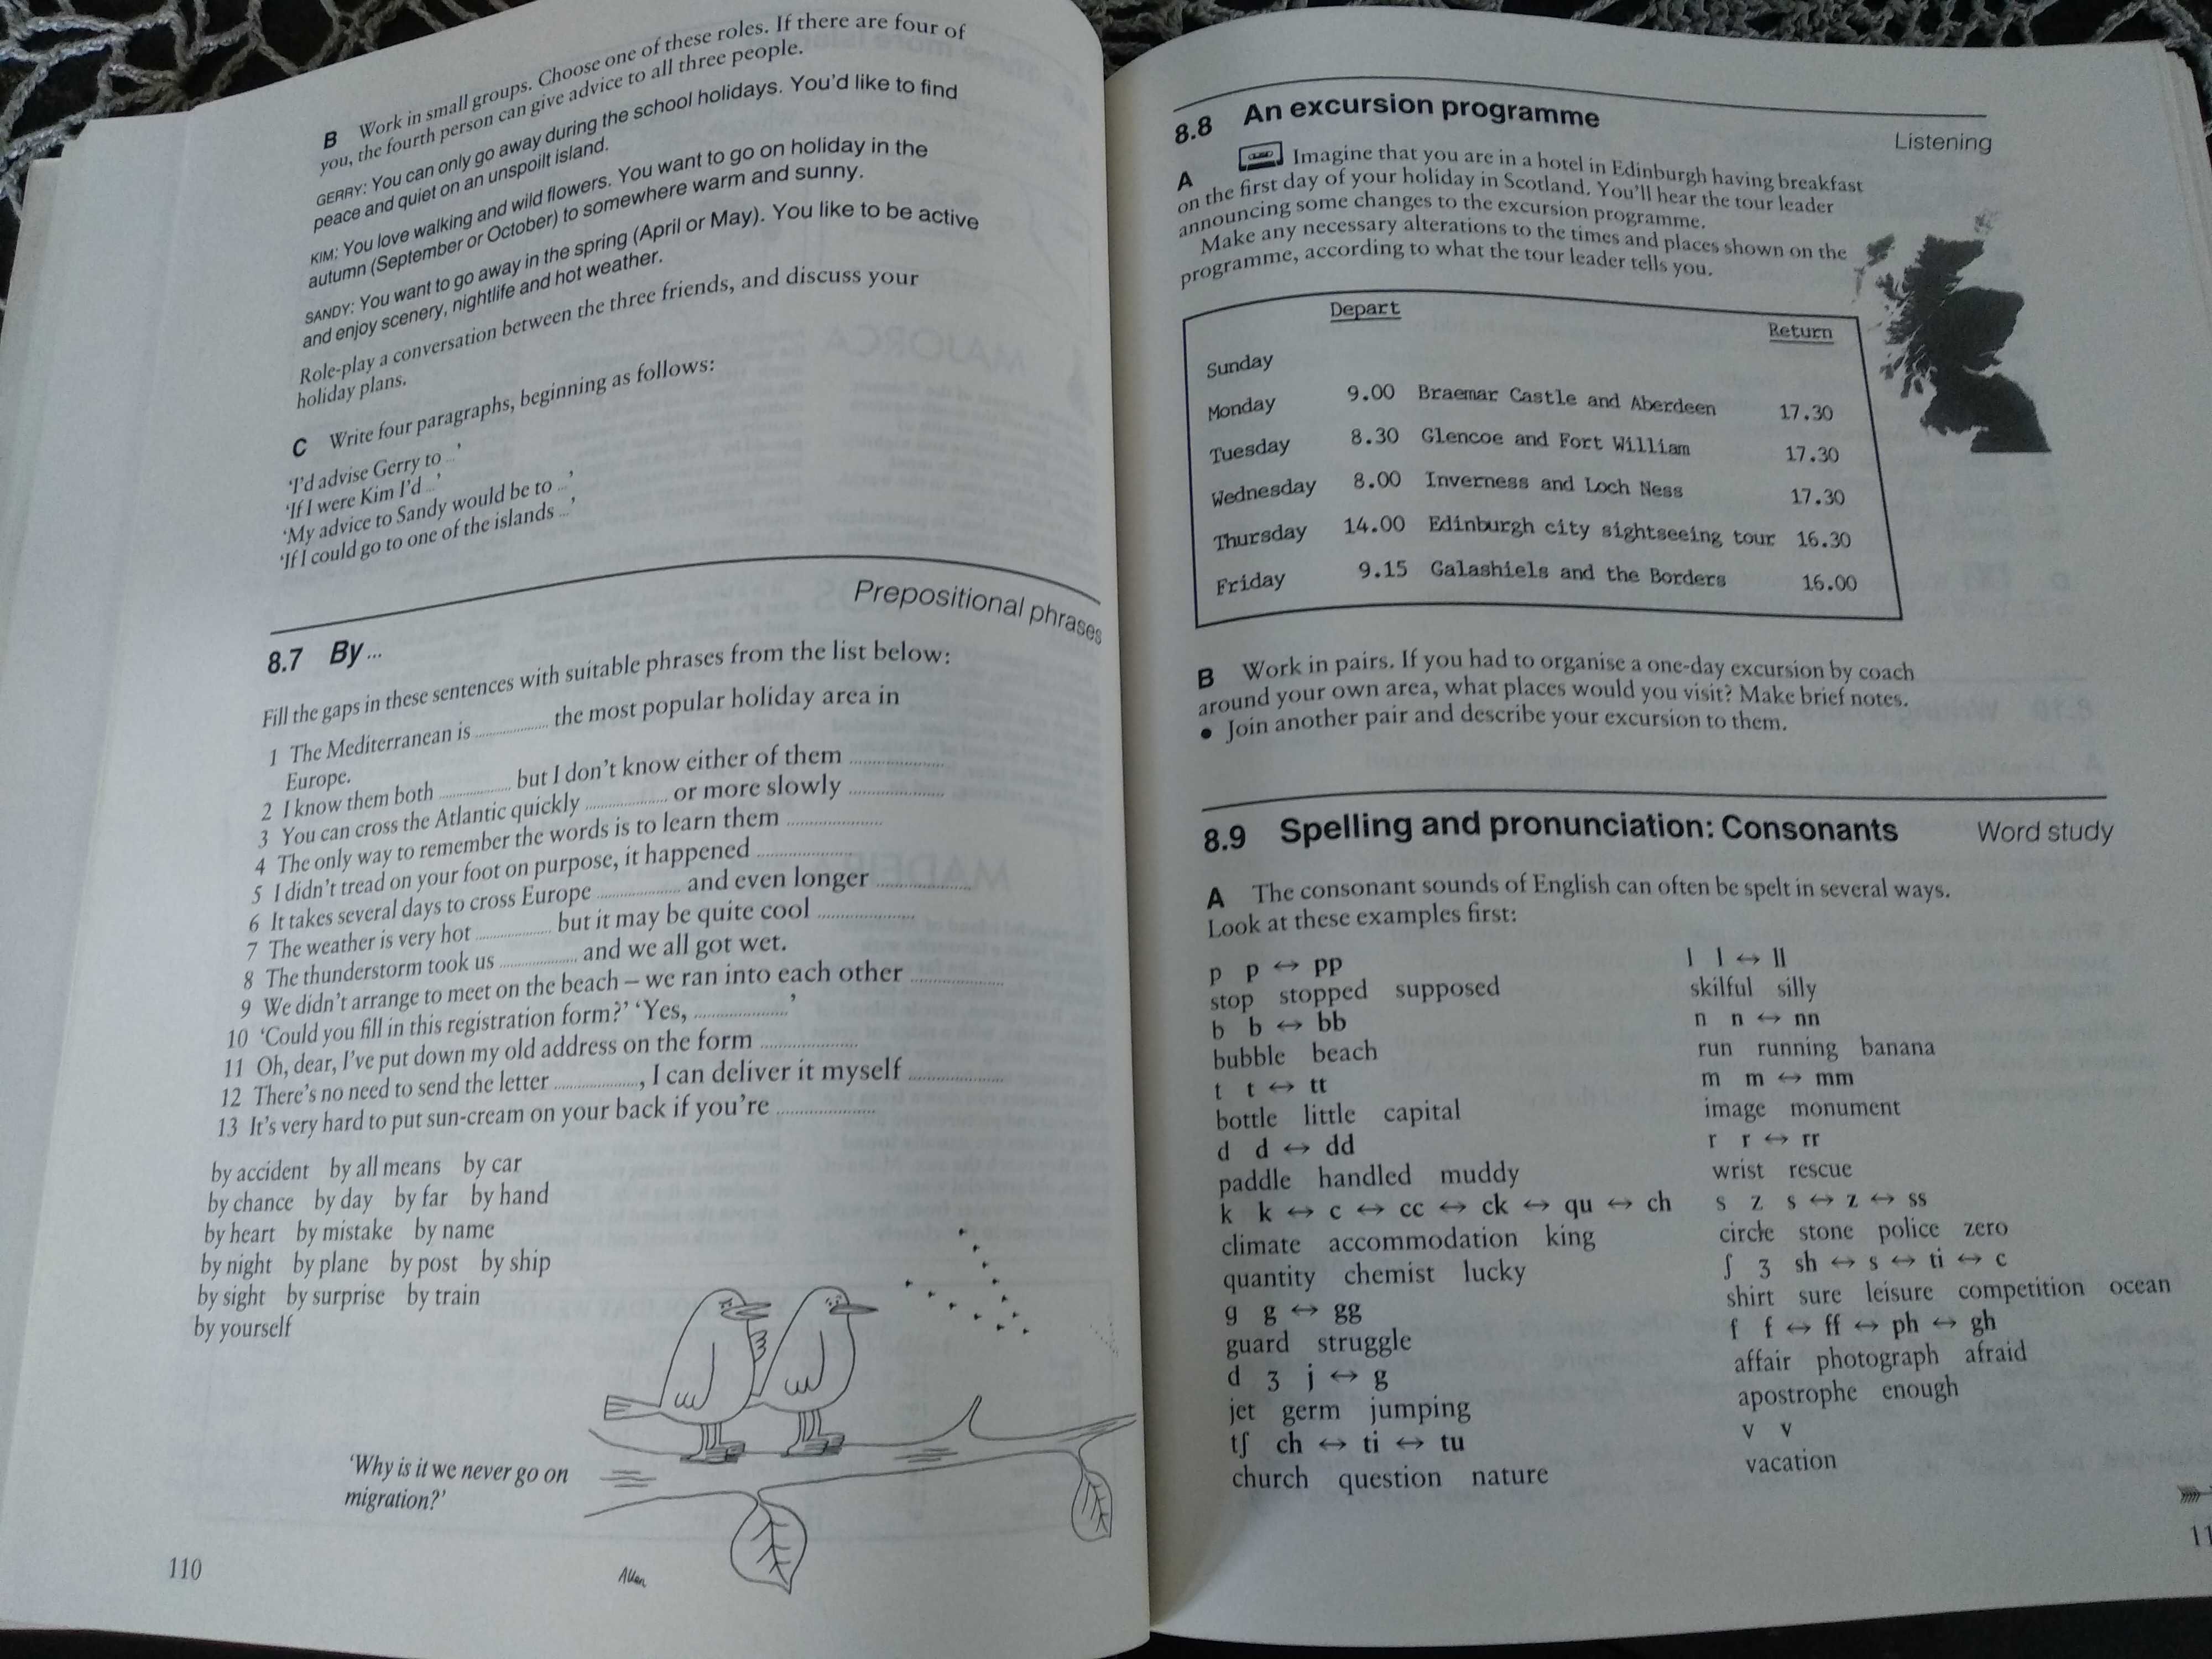 B Work in small groups. Choose one of these roles. If there are four of
you, the fourth person can give advice to all three people.
GERRY: You can only go away during the school holidays. You'd like to find
peace and quiet on an unspoilt island.
KIM: You love walking and wild flowers. You want to go on holiday in the
autumn (September or October) to somewhere warm and sunny.
SANDY: You want to go away in the spring (April or May). You like to be active
and enjoy scenery, nightlife and hot weather.
Role-play a conversation between the three friends, and discuss your
holiday plans.
C Write four paragraphs, beginning as follows:
'I'd advise Gerry to ...'
'If I were Kim I'd ...'
'My advice to Sandy would be to ...'
'If I could go to one of the islands ...'
Prepositional phrases
8.7 By ...
Fill the gaps in these sentences with suitable phrases from the list below:
1 The Mediterranean is ............ the most popular holiday area in
Europe.
2 I know them both ............ but I don't know either of them ............
3 You can cross the Atlantic quickly ............ or more slowly ............
4 The only way to remember the words is to learn them ............
5 I didn't tread on your foot on purpose, it happened ............
6 It takes several days to cross Europe ............ and even longer ............
7 The weather is very hot ............ but it may be quite cool ............
8 The thunderstorm took us ............ and we all got wet.
9 We didn't arrange to meet on the beach – we ran into each other ............
10 'Could you fill in this registration form?' 'Yes, ............'
11 Oh, dear, I've put down my old address on the form ............
12 There's no need to send the letter ............, I can deliver it myself ............
13 It's very hard to put sun-cream on your back if you're ............
by accident by all means by car
by chance by day by far by hand
by heart by mistake by name
by night by plane by post by ship
by sight by surprise by train
by yourself
'Why is it we never go on
migration?'
Allen
110
8.8 An excursion programme
Listening
A Imagine that you are in a hotel in Edinburgh having breakfast
on the first day of your holiday in Scotland. You'll hear the tour leader
announcing some changes to the excursion programme.
Make any necessary alterations to the times and places shown on the
programme, according to what the tour leader tells you.
Depart Return
Sunday
Monday 9.00 Braemar Castle and Aberdeen 17.30
Tuesday 8.30 Glencoe and Fort William 17.30
Wednesday 8.00 Inverness and Loch Ness 17.30
Thursday 14.00 Edinburgh city sightseeing tour 16.30
Friday 9.15 Galashiels and the Borders 16.00
B Work in pairs. If you had to organise a one-day excursion by coach
around your own area, what places would you visit? Make brief notes.
• Join another pair and describe your excursion to them.
8.9 Spelling and pronunciation: Consonants Word study
A The consonant sounds of English can often be spelt in several ways.
Look at these examples first:
p p ↔ pp
stop stopped supposed
b b ↔ bb
bubble beach
t t ↔ tt
bottle little capital
d d ↔ dd
paddle handled muddy
k k ↔ c ↔ cc ↔ ck ↔ qu ↔ ch
climate accommodation king
quantity chemist lucky
g g ↔ gg
guard struggle
d ʒ j ↔ g
jet germ jumping
tʃ ch ↔ ti ↔ tu
church question nature
l l ↔ ll
skilful silly
n n ↔ nn
run running banana
m m ↔ mm
image monument
r r ↔ rr
wrist rescue
s z s ↔ z ↔ ss
circle stone police zero
ʃ ʒ sh ↔ s ↔ ti ↔ c
shirt sure leisure competition ocean
f f ↔ ff ↔ ph ↔ gh
affair photograph afraid
apostrophe enough
v v
vacation